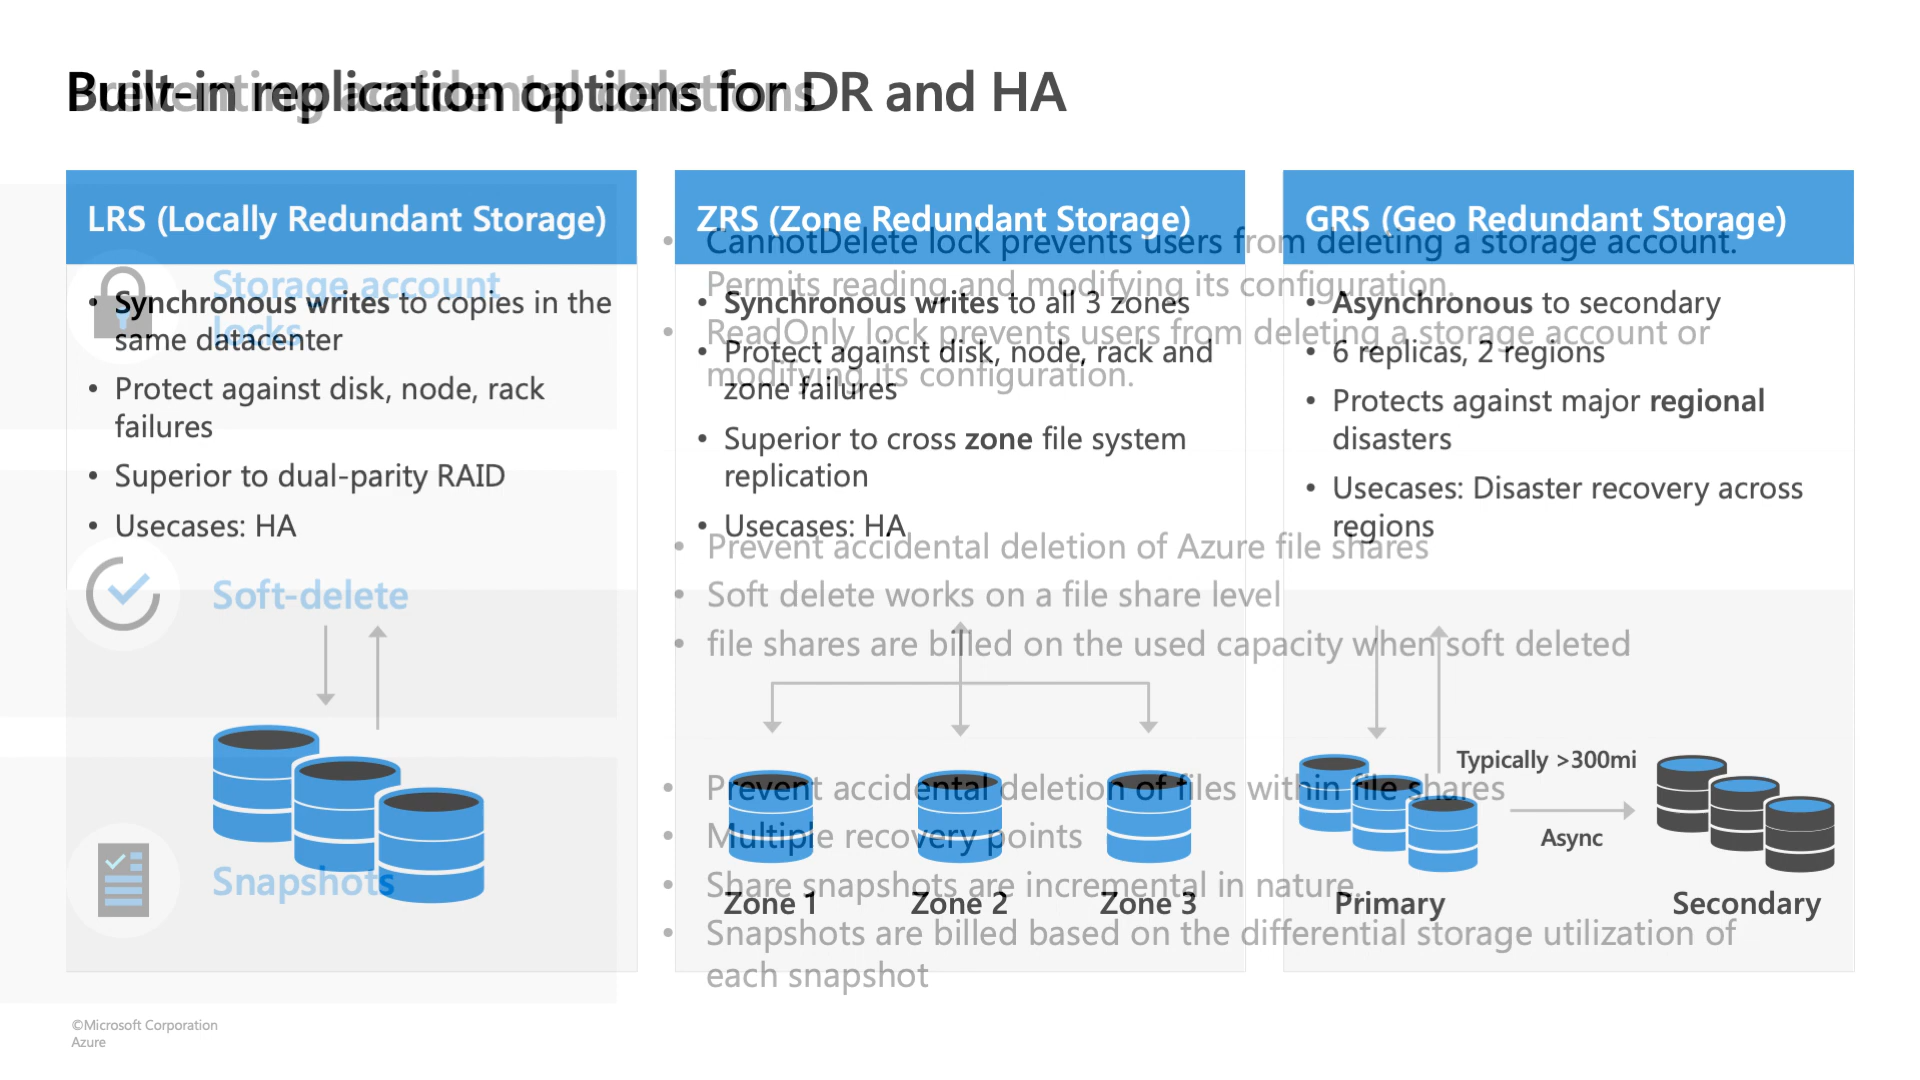 Built-in replication options for DR and HA
Preventing accidental deletions
LRS (Locally Redundant Storage)
• Synchronous writes to copies in the
same datacenter
• Protect against disk, node, rack
failures
• Superior to dual-parity RAID
• Usecases: HA
ZRS (Zone Redundant Storage)
• Synchronous writes to all 3 zones
• Protect against disk, node, rack and
zone failures
• Superior to cross zone file system
replication
• Usecases: HA
Zone 1
Zone 2
Zone 3
GRS (Geo Redundant Storage)
• Asynchronous to secondary
• 6 replicas, 2 regions
• Protects against major regional
disasters
• Usecases: Disaster recovery across
regions
Typically >300mi
Async
Primary
Secondary
Storage account
locks
• CannotDelete lock prevents users from deleting a storage account.
Permits reading and modifying its configuration.
• ReadOnly lock prevents users from deleting a storage account or
modifying its configuration.
Soft-delete
• Prevent accidental deletion of Azure file shares
• Soft delete works on a file share level
• file shares are billed on the used capacity when soft deleted
Snapshots
• Prevent accidental deletion of files within file shares
• Multiple recovery points
• Share snapshots are incremental in nature.
• Snapshots are billed based on the differential storage utilization of
each snapshot
©Microsoft Corporation
Azure